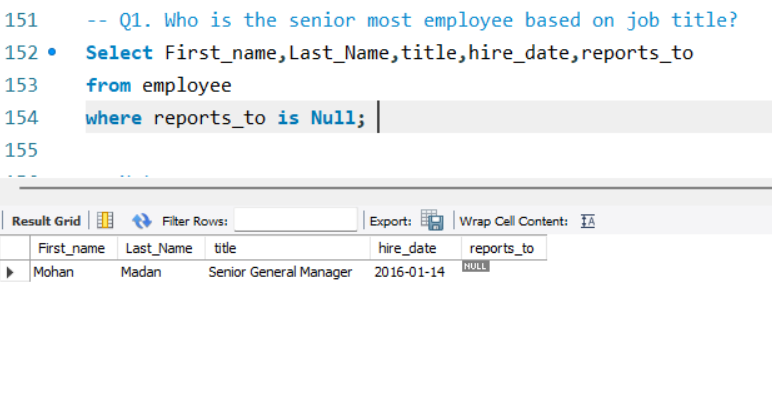 151 -- Q1. Who is the senior most employee based on job title?
152 Select First_name,Last_Name,title,hire_date,reports_to
153 from employee
154 where reports_to is Null;
155
Result Grid Filter Rows: Export: Wrap Cell Content:
First_name Last_Name title hire_date reports_to
Mohan Madan Senior General Manager 2016-01-14 NULL